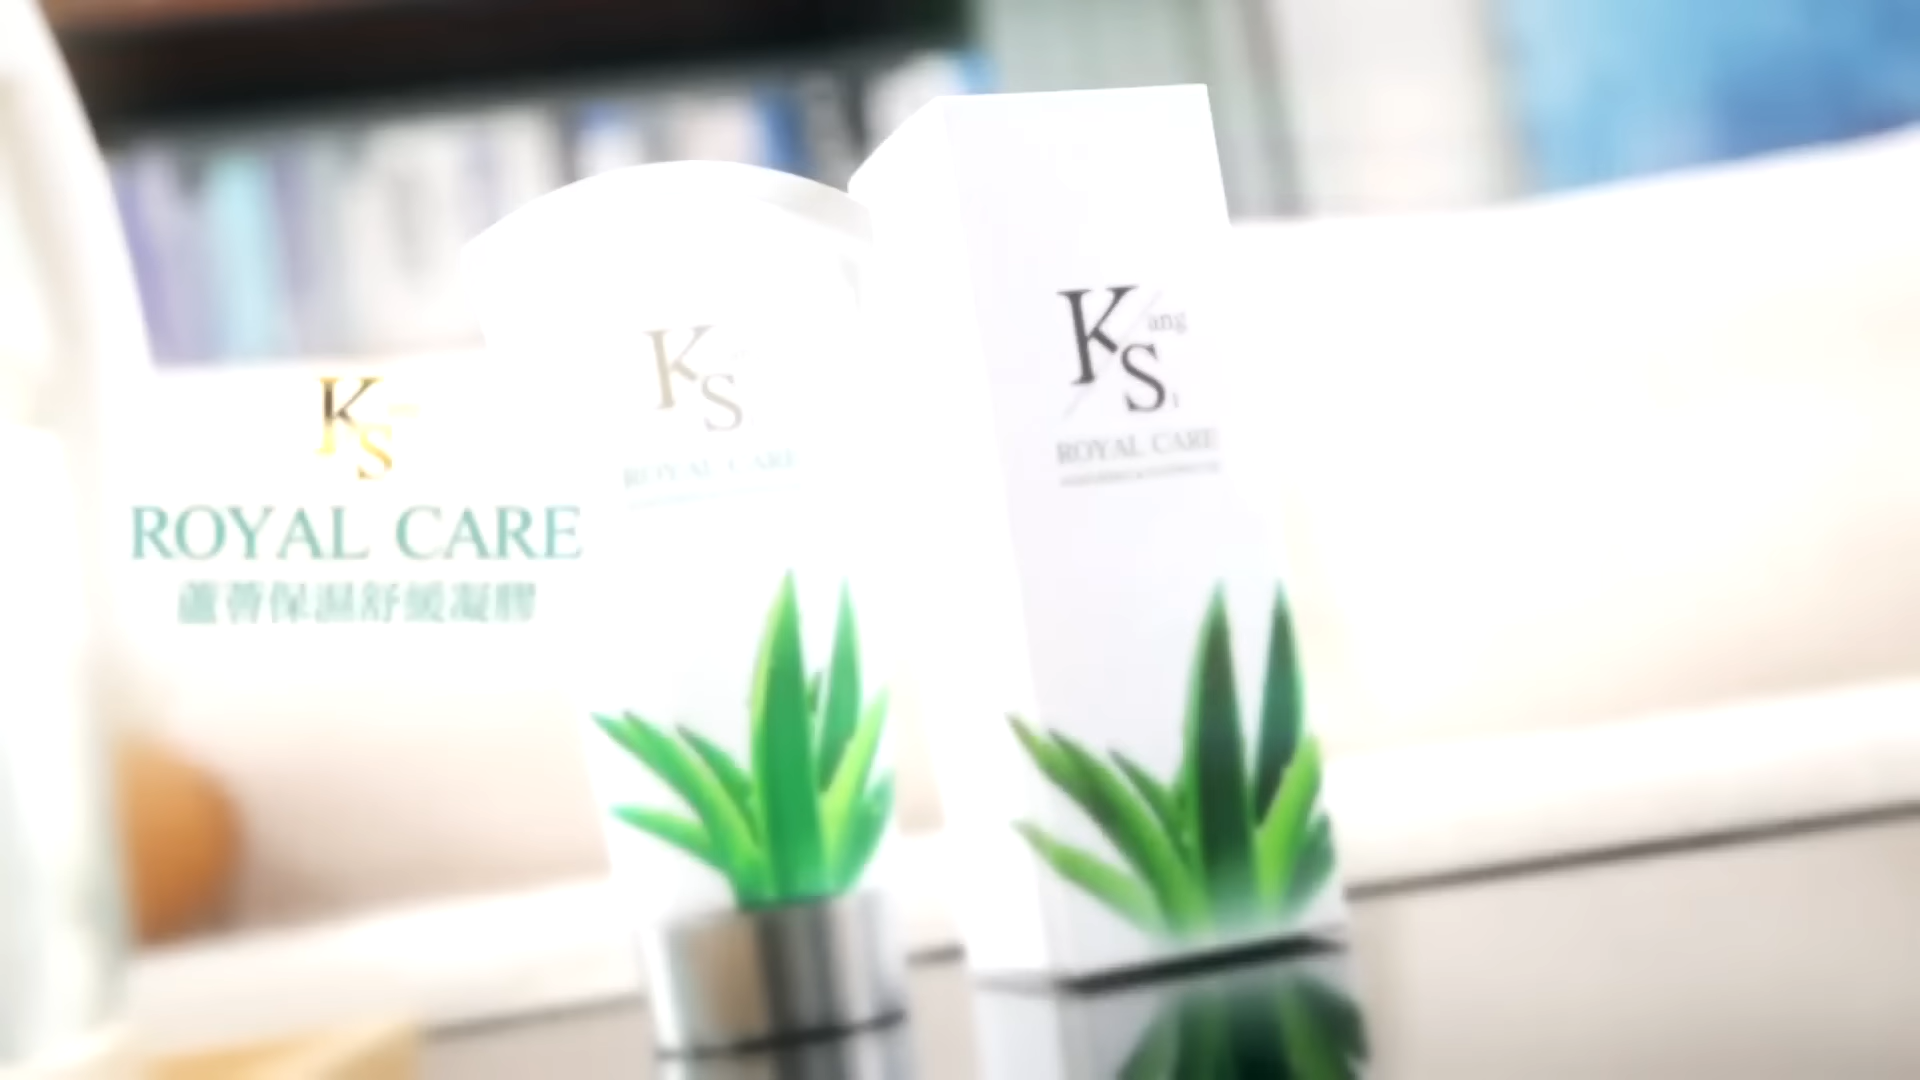 KS
ROYAL CARE
蘆薈保濕舒緩凝膠
KS
ROYAL CARE
Kang
Si
ROYAL CARE